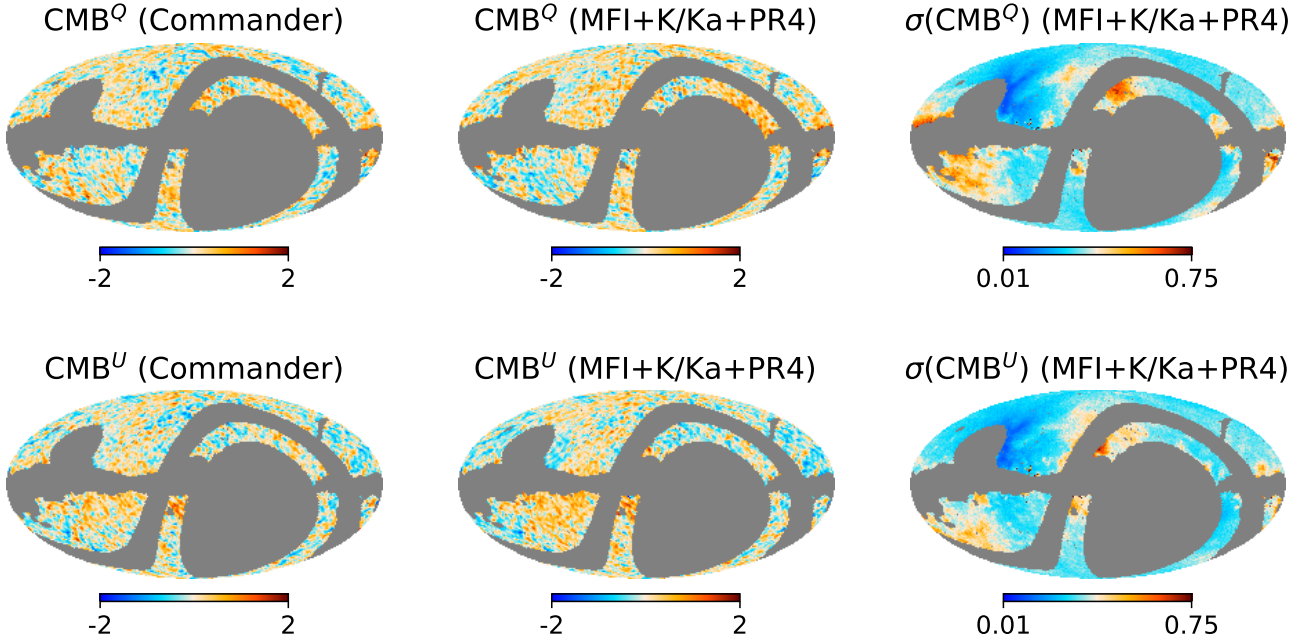 CMB^Q (Commander)
CMB^Q (MFI+K/Ka+PR4)
σ(CMB^Q) (MFI+K/Ka+PR4)
-2 2
-2 2
0.01 0.75
CMB^U (Commander)
CMB^U (MFI+K/Ka+PR4)
σ(CMB^U) (MFI+K/Ka+PR4)
-2 2
-2 2
0.01 0.75